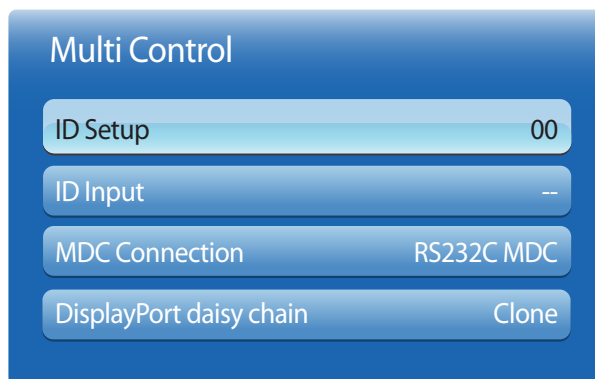 Multi Control
ID Setup 00
ID Input --
MDC Connection RS232C MDC
DisplayPort daisy chain Clone